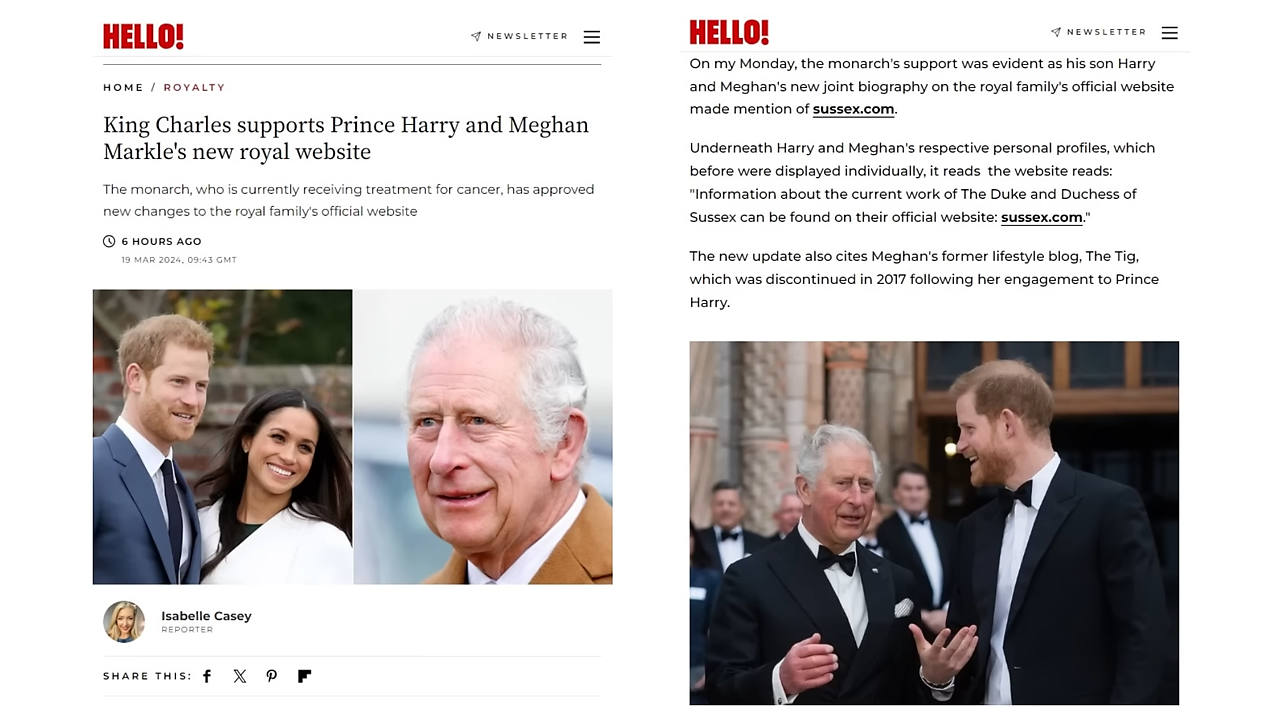 HELLO!
NEWSLETTER
HOME / ROYALTY
King Charles supports Prince Harry and Meghan
Markle's new royal website
The monarch, who is currently receiving treatment for cancer, has approved
new changes to the royal family's official website
6 HOURS AGO
19 MAR 2024, 09:43 GMT
Isabelle Casey
REPORTER
SHARE THIS:
HELLO!
NEWSLETTER
On my Monday, the monarch's support was evident as his son Harry
and Meghan's new joint biography on the royal family's official website
made mention of sussex.com.
Underneath Harry and Meghan's respective personal profiles, which
before were displayed individually, it reads  the website reads:
"Information about the current work of The Duke and Duchess of
Sussex can be found on their official website: sussex.com."
The new update also cites Meghan's former lifestyle blog, The Tig,
which was discontinued in 2017 following her engagement to Prince
Harry.